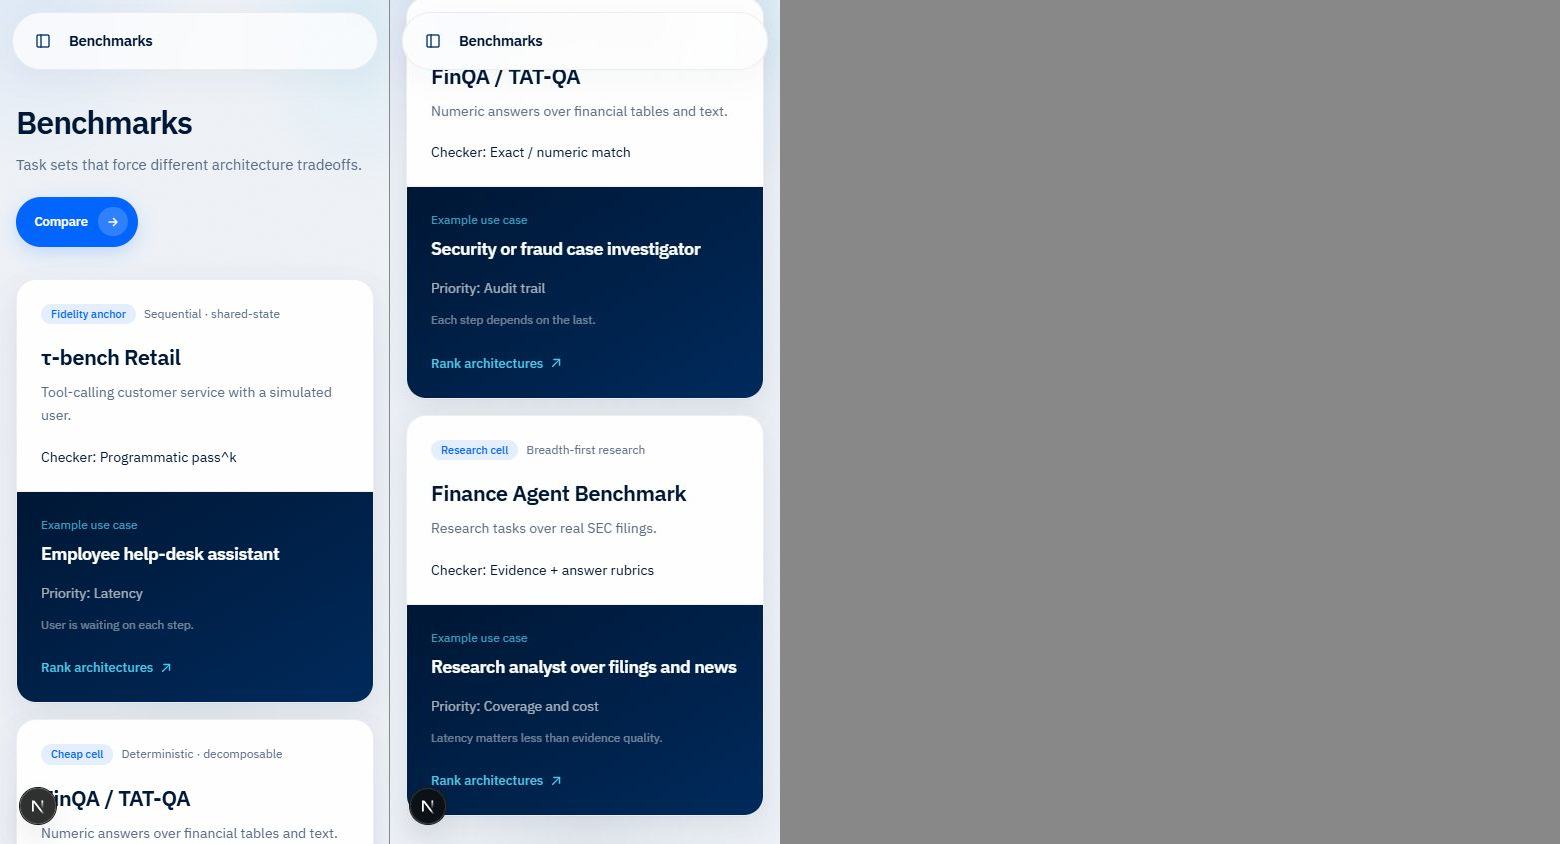 Benchmarks
Benchmarks
Task sets that force different architecture tradeoffs.
Compare
Fidelity anchor Sequential · shared-state
τ-bench Retail
Tool-calling customer service with a simulated
user.
Checker: Programmatic pass^k
Example use case
Employee help-desk assistant
Priority: Latency
User is waiting on each step.
Rank architectures
Cheap cell Deterministic · decomposable
FinQA / TAT-QA
Numeric answers over financial tables and text.
N
Benchmarks
FinQA / TAT-QA
Numeric answers over financial tables and text.
Checker: Exact / numeric match
Example use case
Security or fraud case investigator
Priority: Audit trail
Each step depends on the last.
Rank architectures
Research cell Breadth-first research
Finance Agent Benchmark
Research tasks over real SEC filings.
Checker: Evidence + answer rubrics
Example use case
Research analyst over filings and news
Priority: Coverage and cost
Latency matters less than evidence quality.
Rank architectures
N